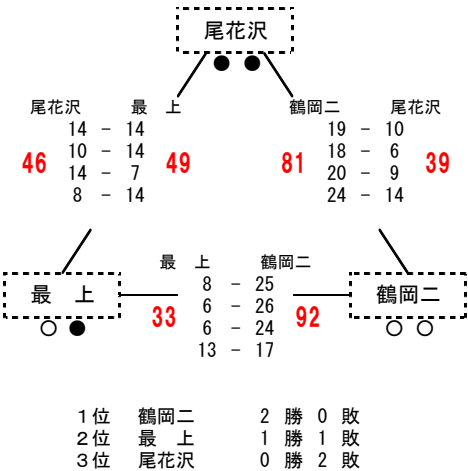 尾花沢
● ●
尾花沢 最 上
14 - 14
10 - 14
14 - 7
8 - 14
46 49
鶴岡二 尾花沢
19 - 10
18 - 6
20 - 9
24 - 14
81 39
最 上
○ ●
最 上 鶴岡二
8 - 25
6 - 26
6 - 24
13 - 17
33 92
鶴岡二
○ ○
1位 鶴岡二 2 勝 0 敗
2位 最 上 1 勝 1 敗
3位 尾花沢 0 勝 2 敗